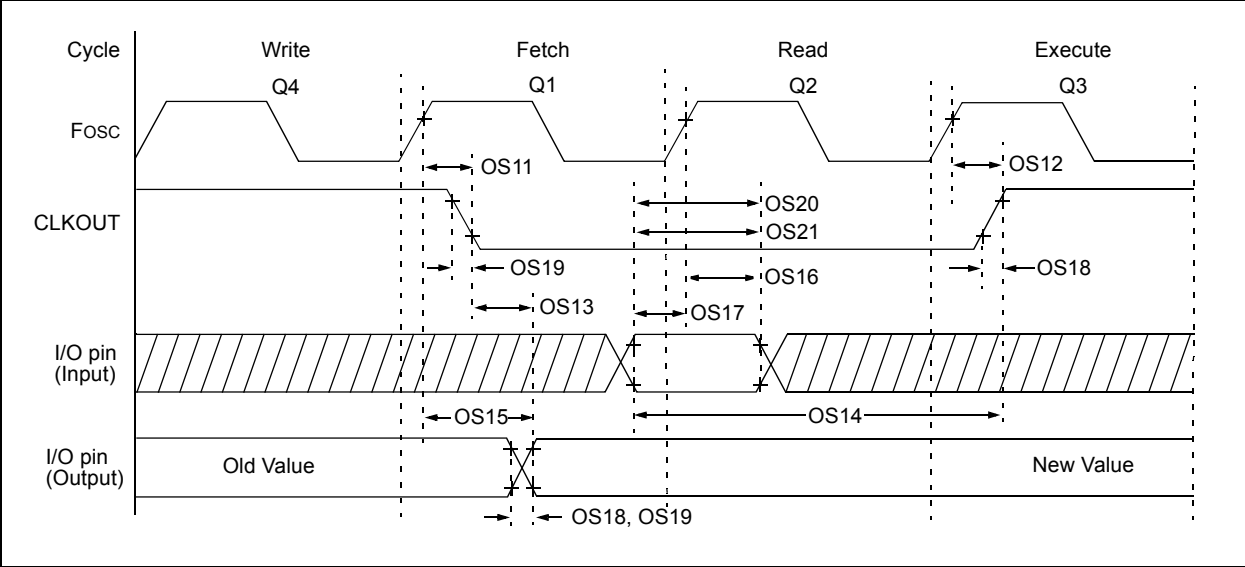 Cycle Write Fetch Read Execute
Q4 Q1 Q2 Q3
Fosc
OS11 OS12
CLKOUT
OS20
OS21
OS19 OS16 OS18
OS13 OS17
I/O pin
(Input)
OS15 OS14
I/O pin
(Output)
Old Value New Value
OS18, OS19